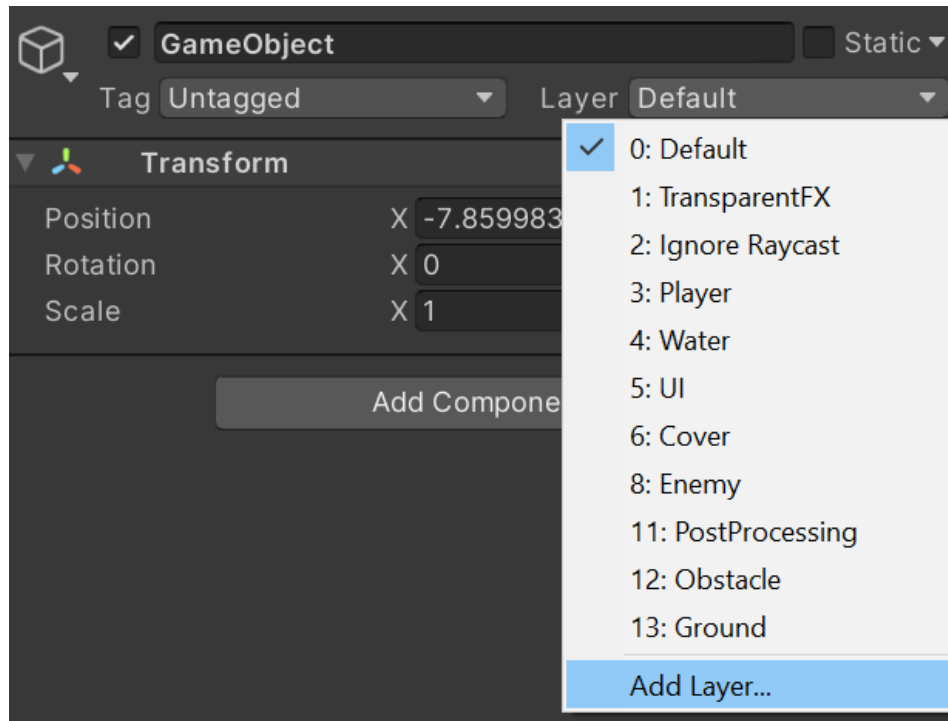 GameObject Static
Tag Untagged Layer Default
Transform
Position X -7.859983
Rotation X 0
Scale X 1
Add Compone
0: Default
1: TransparentFX
2: Ignore Raycast
3: Player
4: Water
5: UI
6: Cover
8: Enemy
11: PostProcessing
12: Obstacle
13: Ground
Add Layer...